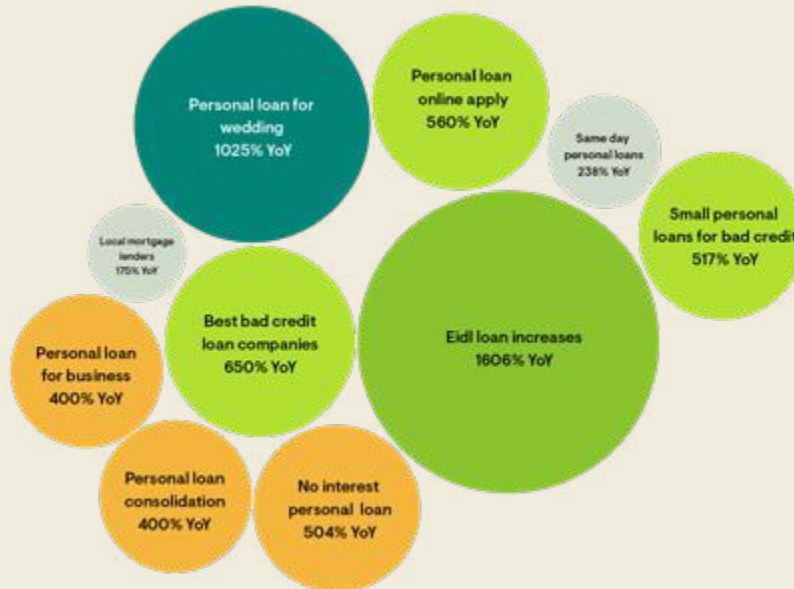 Personal loan for
wedding
1025% YoY
Personal loan
online apply
560% YoY
Same day
personal loans
238% YoY
Small personal
loans for bad credit
517% YoY
Local mortgage
lenders
175% YoY
Best bad credit
loan companies
650% YoY
Eidl loan increases
1606% YoY
Personal loan
for business
400% YoY
Personal loan
consolidation
400% YoY
No interest
personal loan
504% YoY